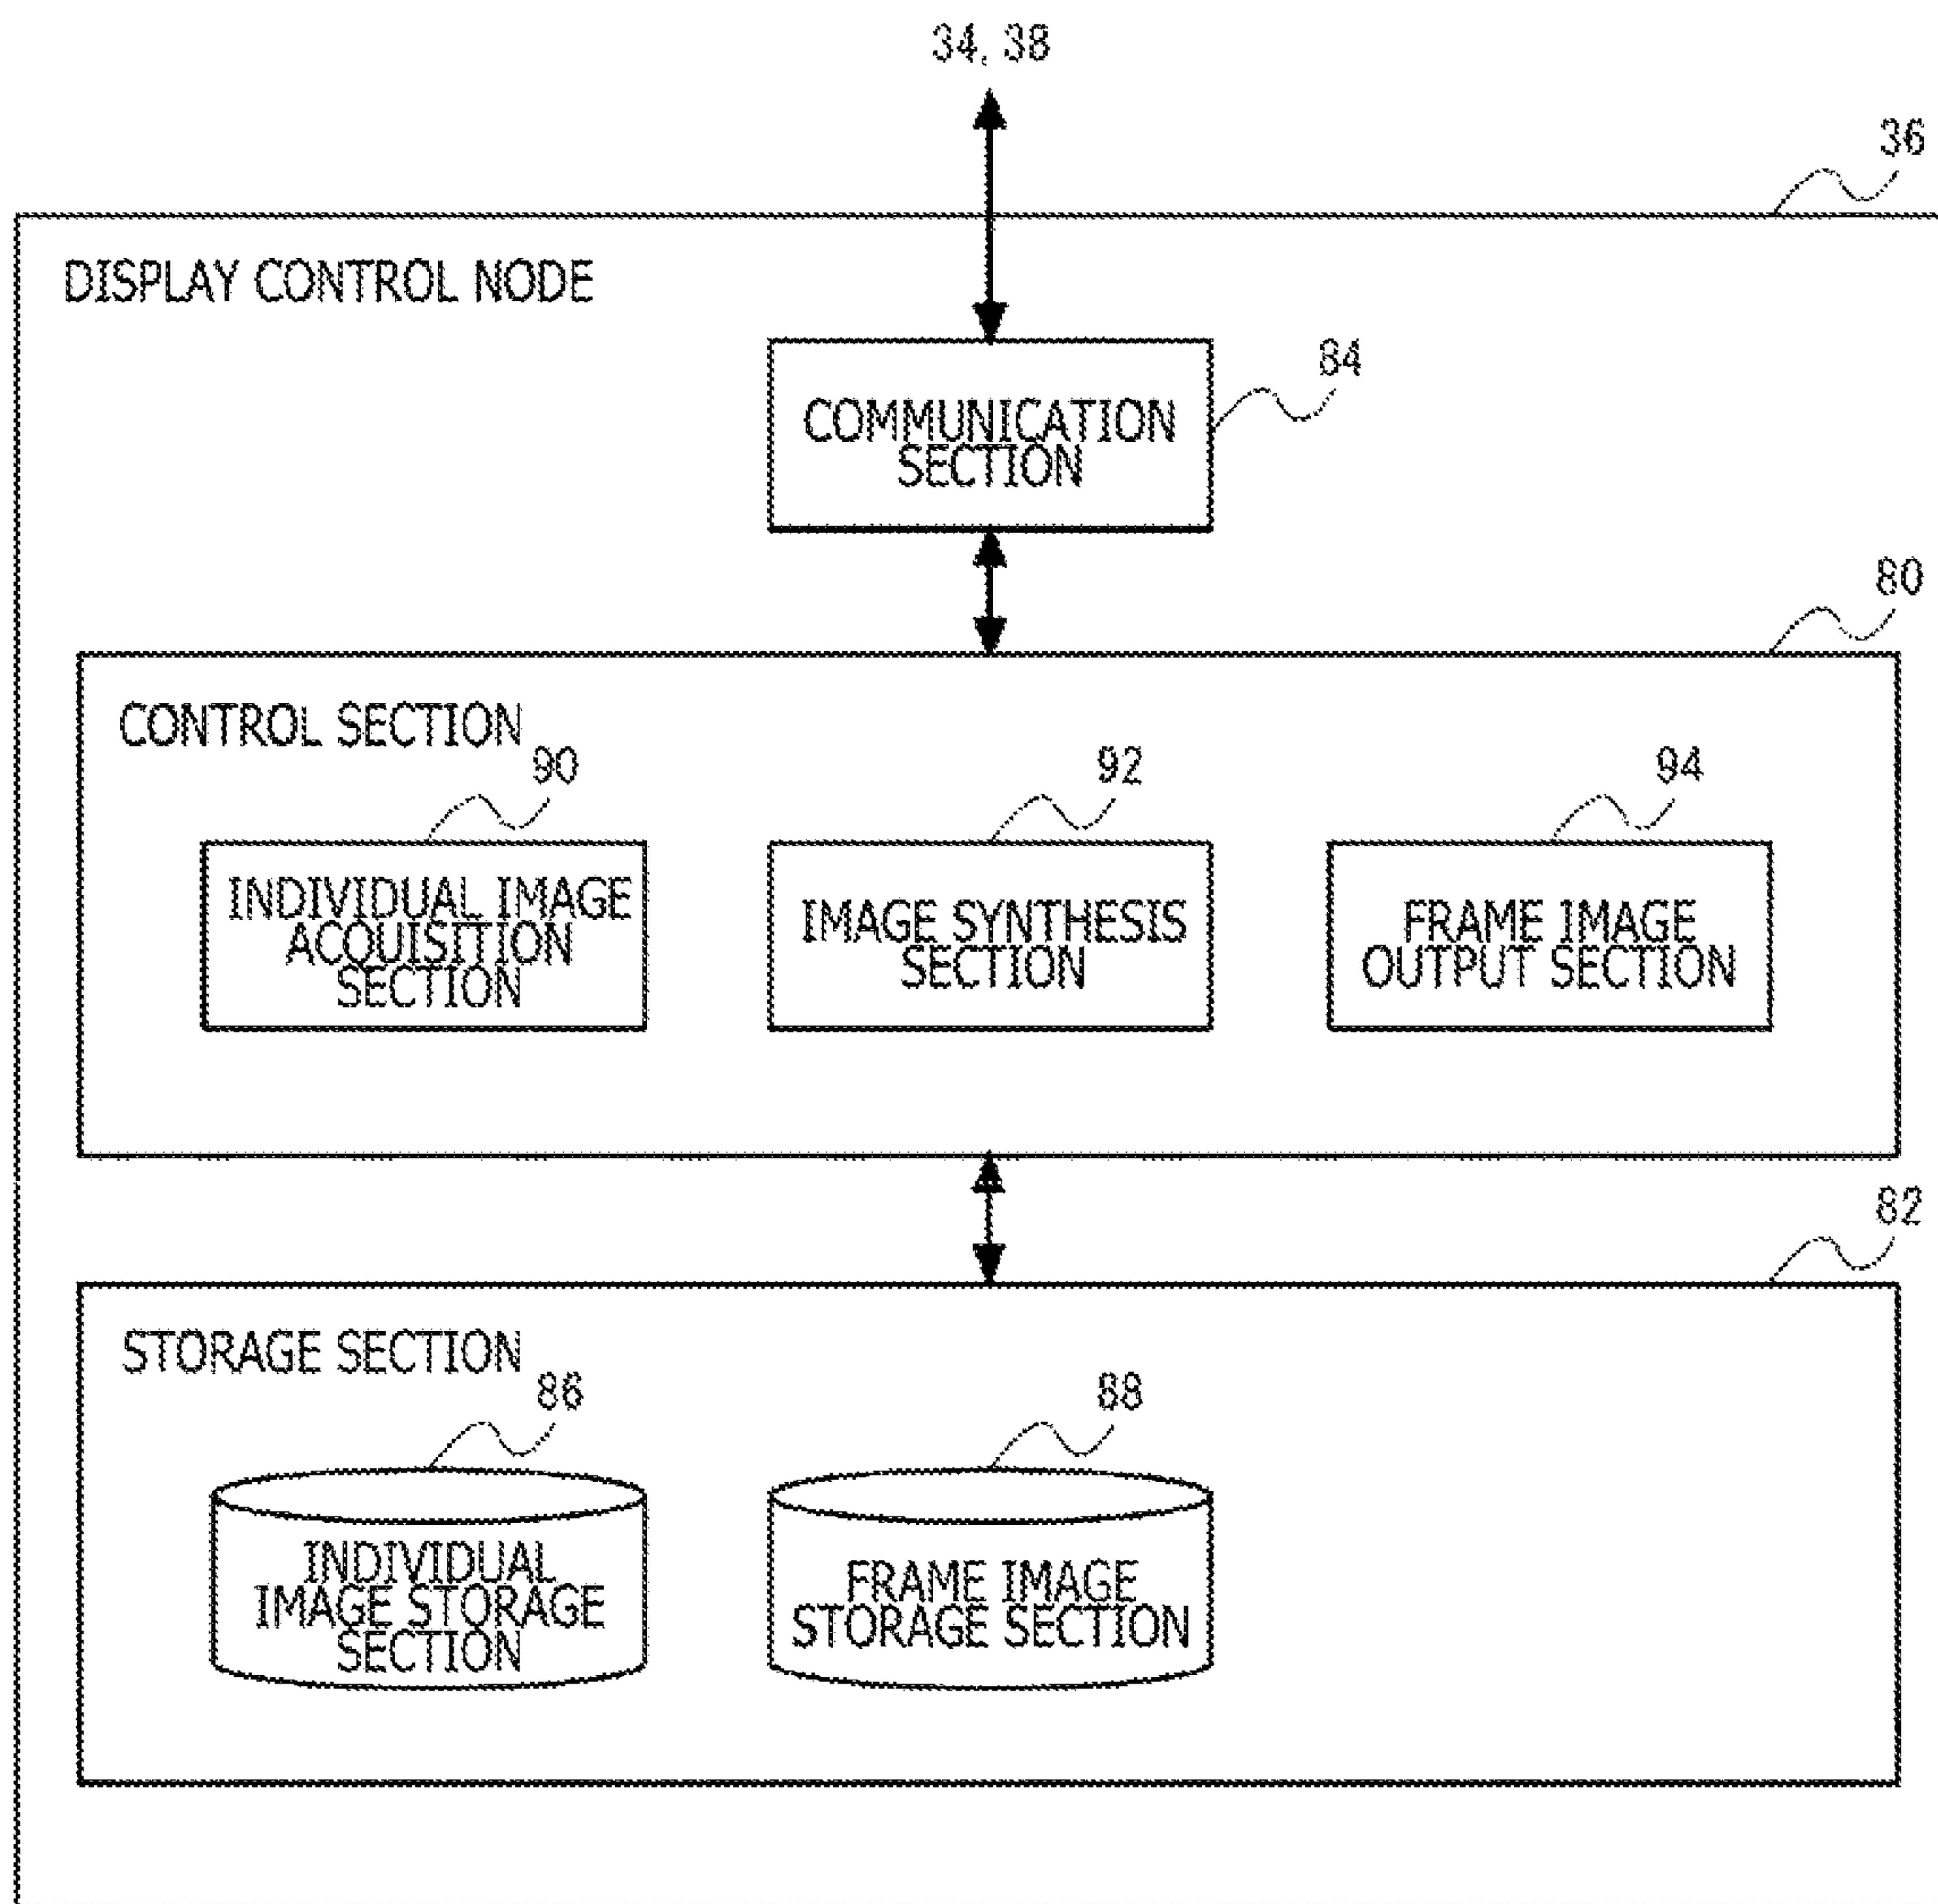 34, 38
36
DISPLAY CONTROL NODE
84
COMMUNICATION
SECTION
80
CONTROL SECTION
90
92
94
INDIVIDUAL IMAGE
ACQUISITION
SECTION
IMAGE SYNTHESIS
SECTION
FRAME IMAGE
OUTPUT SECTION
82
STORAGE SECTION
86
88
INDIVIDUAL
IMAGE STORAGE
SECTION
FRAME IMAGE
STORAGE SECTION